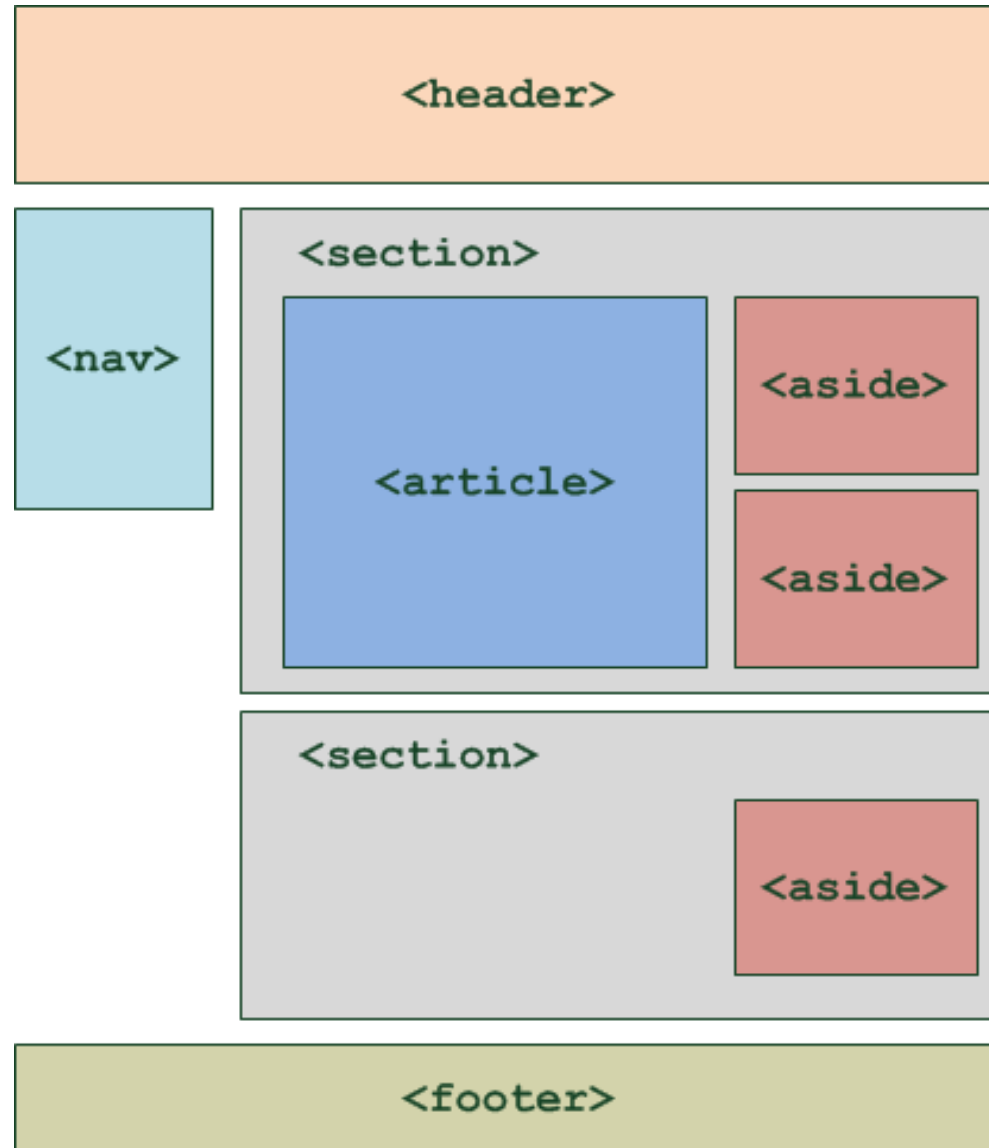 <header>
<nav>
<section>
<article>
<aside>
<aside>
<section>
<aside>
<footer>